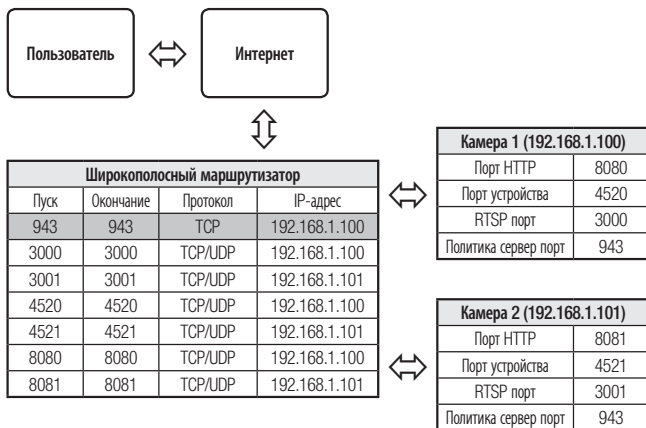 Пользователь
Интернет
Широкополосный маршрутизатор
Пуск Окончание Протокол IP-адрес
943 943 TCP 192.168.1.100
3000 3000 TCP/UDP 192.168.1.100
3001 3001 TCP/UDP 192.168.1.101
4520 4520 TCP/UDP 192.168.1.100
4521 4521 TCP/UDP 192.168.1.101
8080 8080 TCP/UDP 192.168.1.100
8081 8081 TCP/UDP 192.168.1.101
Камера 1 (192.168.1.100)
Порт HTTP 8080
Порт устройства 4520
RTSP порт 3000
Политика сервер порт 943
Камера 2 (192.168.1.101)
Порт HTTP 8081
Порт устройства 4521
RTSP порт 3001
Политика сервер порт 943